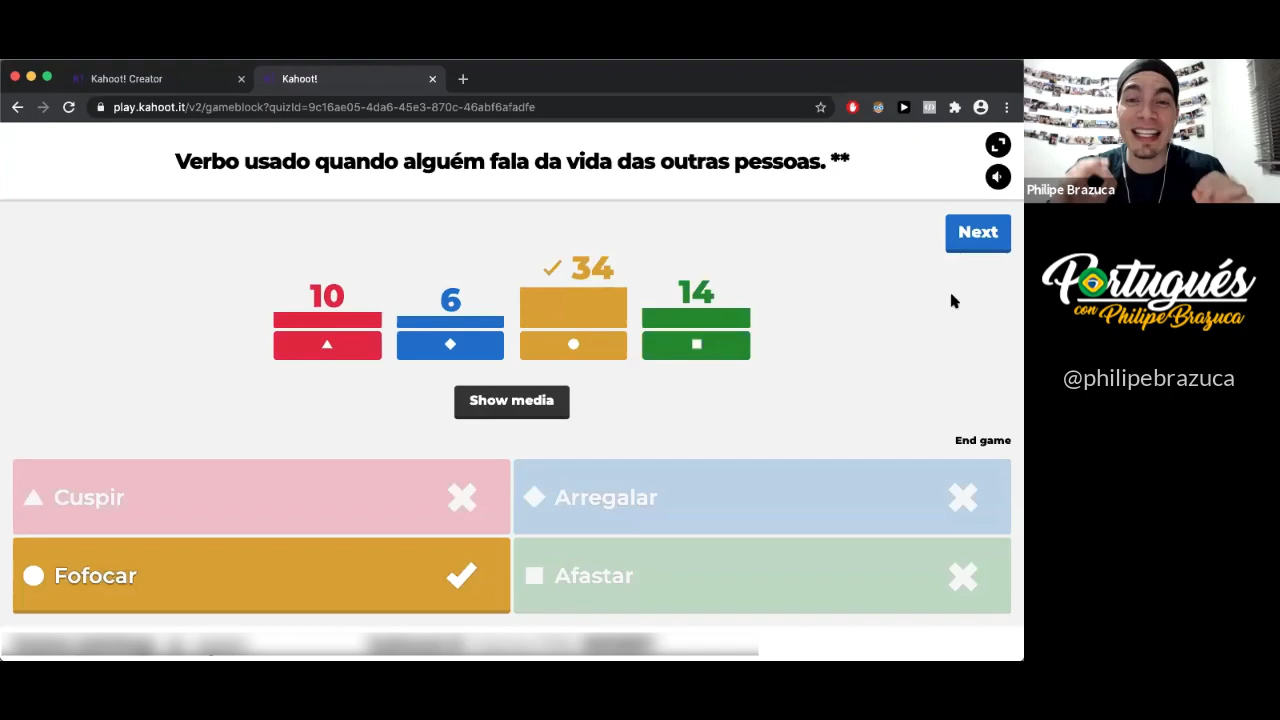 Kahoot! Creator
Kahoot!
play.kahoot.it/v2/gameblock?quizId=9c16ae05-4da6-45e3-870c-46abf6afadfe
Verbo usado quando alguém fala da vida das outras pessoas. **
Next
10
6
34
14
Show media
End game
Cuspir
Arregalar
Fofocar
Afastar
Philipe Brazuca
Portugués
con Philipe Brazuca
@philipebrazuca